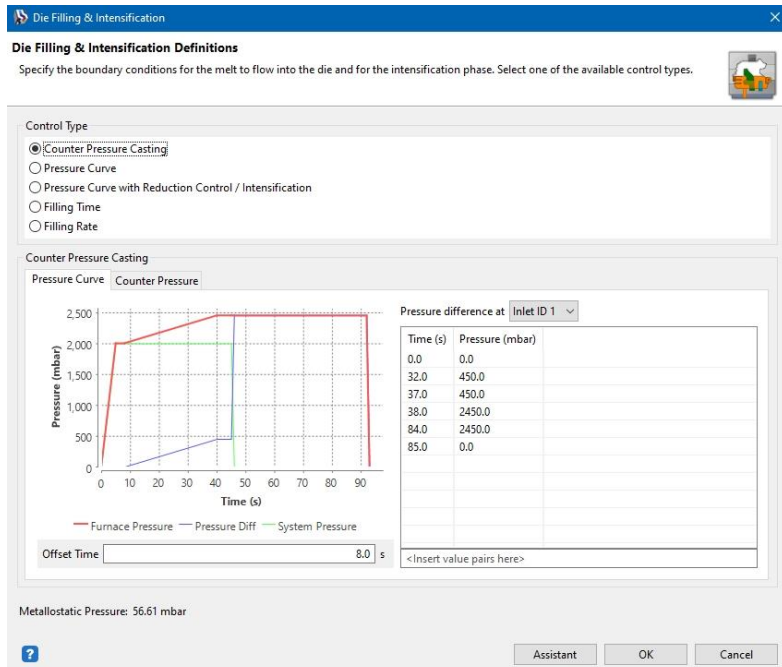 Die Filling & Intensification
Die Filling & Intensification Definitions
Specify the boundary conditions for the melt to flow into the die and for the intensification phase. Select one of the available control types.
Control Type
Counter Pressure Casting
Pressure Curve
Pressure Curve with Reduction Control / Intensification
Filling Time
Filling Rate
Counter Pressure Casting
Pressure Curve Counter Pressure
Pressure (mbar)
2,500
2,000
1,500
1,000
500
0
0 10 20 30 40 50 60 70 80 90
Time (s)
Furnace Pressure Pressure Diff System Pressure
Offset Time 8.0 s
Pressure difference at Inlet ID 1
Time (s) Pressure (mbar)
0.0 0.0
32.0 450.0
37.0 450.0
38.0 2450.0
84.0 2450.0
85.0 0.0
<Insert value pairs here>
Metallostatic Pressure: 56.61 mbar
? Assistant OK Cancel